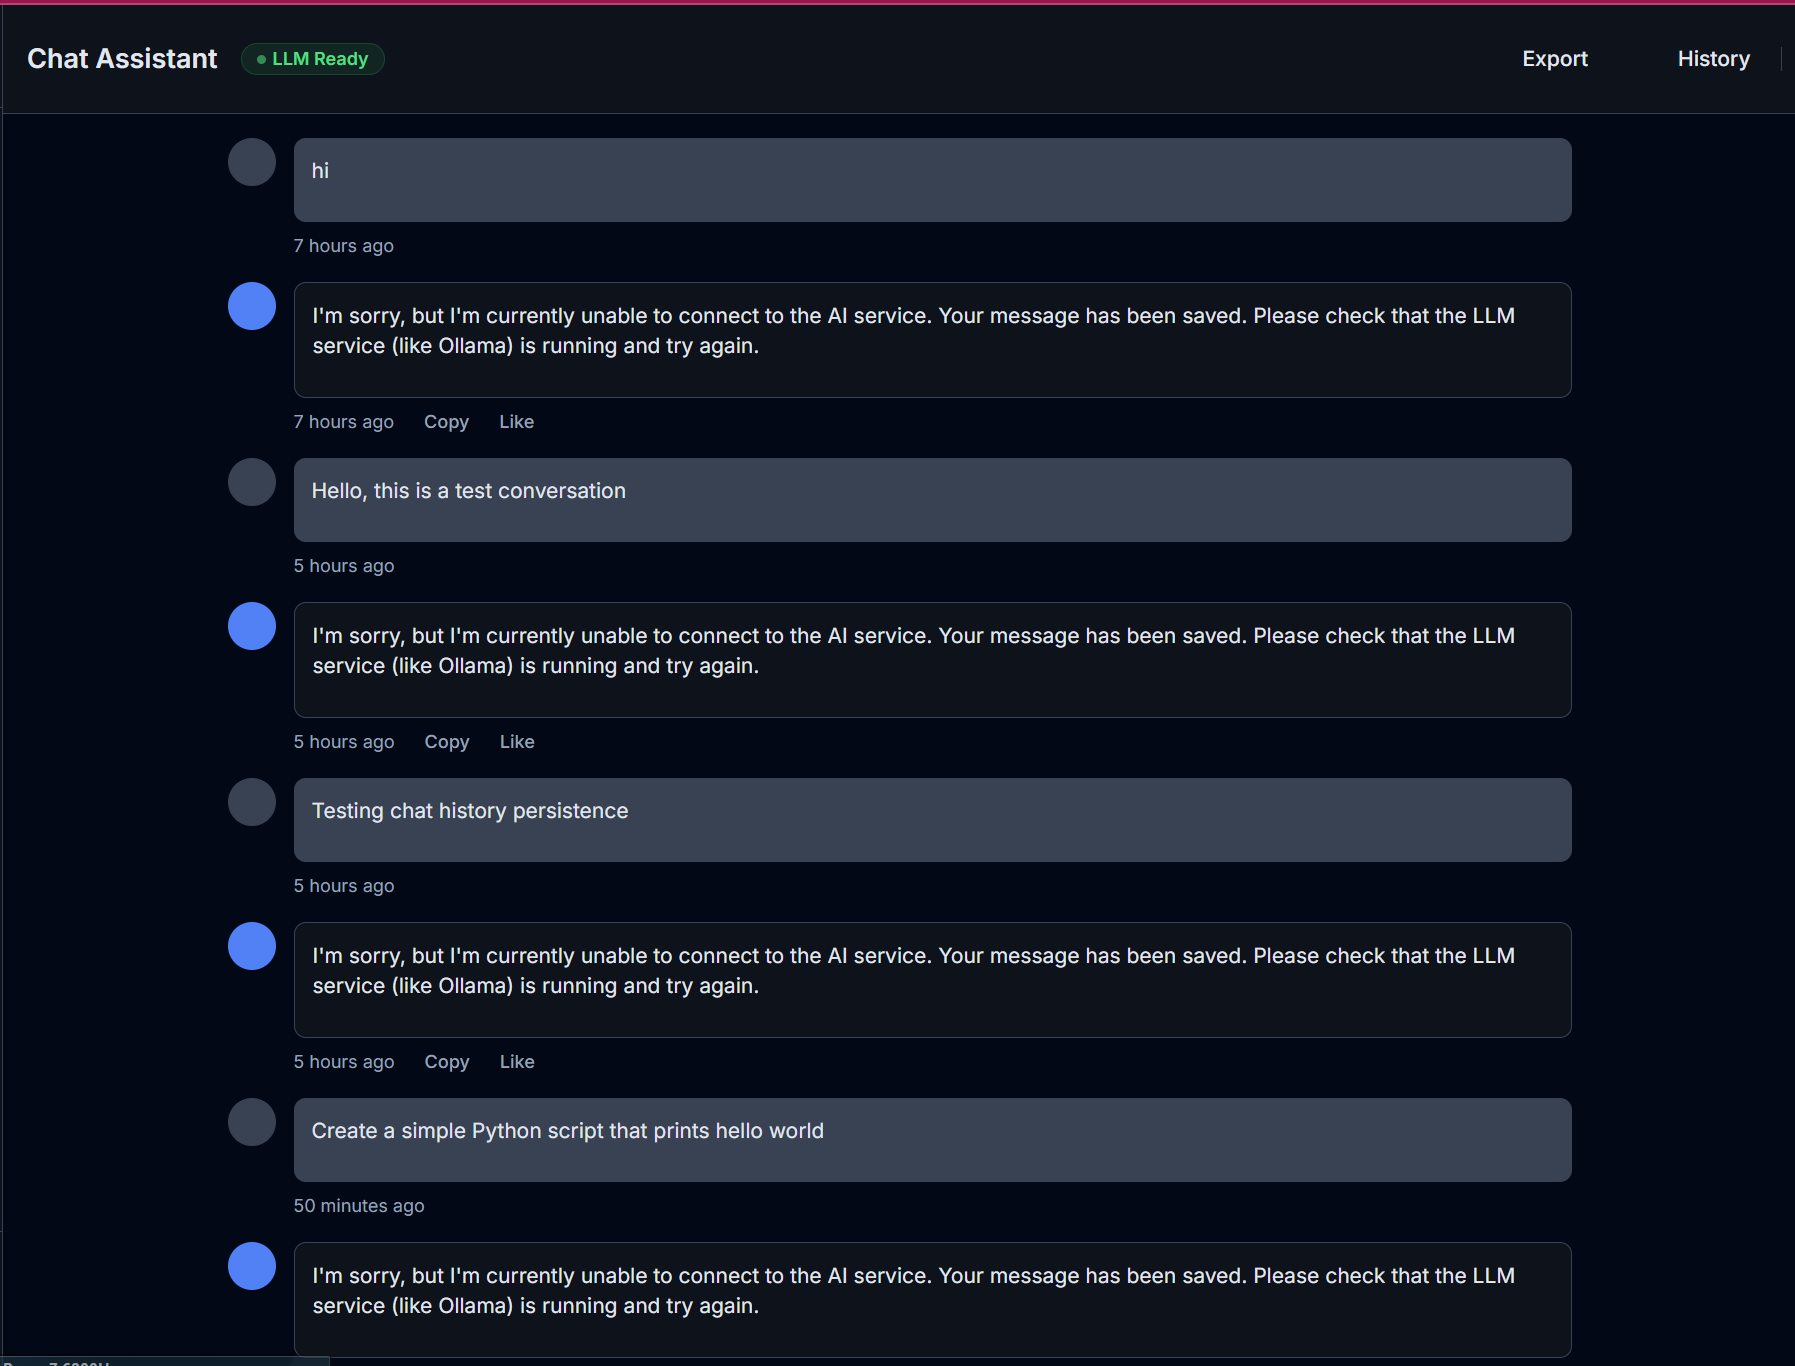 Chat Assistant
LLM Ready
Export
History
hi
7 hours ago
I'm sorry, but I'm currently unable to connect to the AI service. Your message has been saved. Please check that the LLM
service (like Ollama) is running and try again.
7 hours ago Copy Like
Hello, this is a test conversation
5 hours ago
I'm sorry, but I'm currently unable to connect to the AI service. Your message has been saved. Please check that the LLM
service (like Ollama) is running and try again.
5 hours ago Copy Like
Testing chat history persistence
5 hours ago
I'm sorry, but I'm currently unable to connect to the AI service. Your message has been saved. Please check that the LLM
service (like Ollama) is running and try again.
5 hours ago Copy Like
Create a simple Python script that prints hello world
50 minutes ago
I'm sorry, but I'm currently unable to connect to the AI service. Your message has been saved. Please check that the LLM
service (like Ollama) is running and try again.